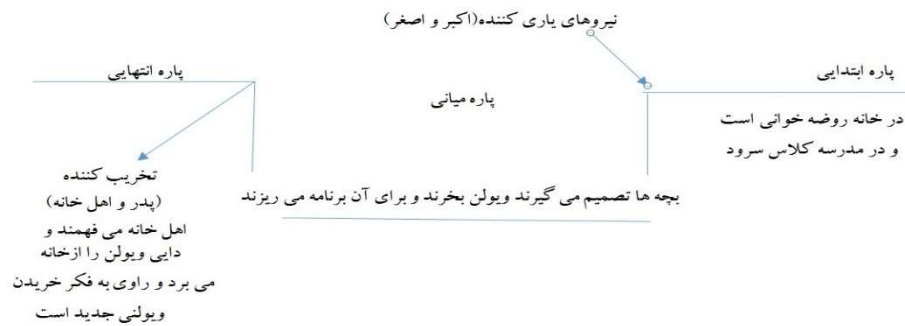 نیروهای یاری کننده(اکبر و اصغر)
پاره ابتدایی
در خانه روضه خوانی است
و در مدرسه کلاس سرود
پاره میانی
بچه ها تصمیم می گیرند ویولن بخرند و برای آن برنامه می ریزند
پاره انتهایی
تخریب کننده
(پدر و اهل خانه)
اهل خانه می فهمند و
دایی ویولن را ازخانه
می برد و راوی به فکر خریدن
ویولنی جدید است